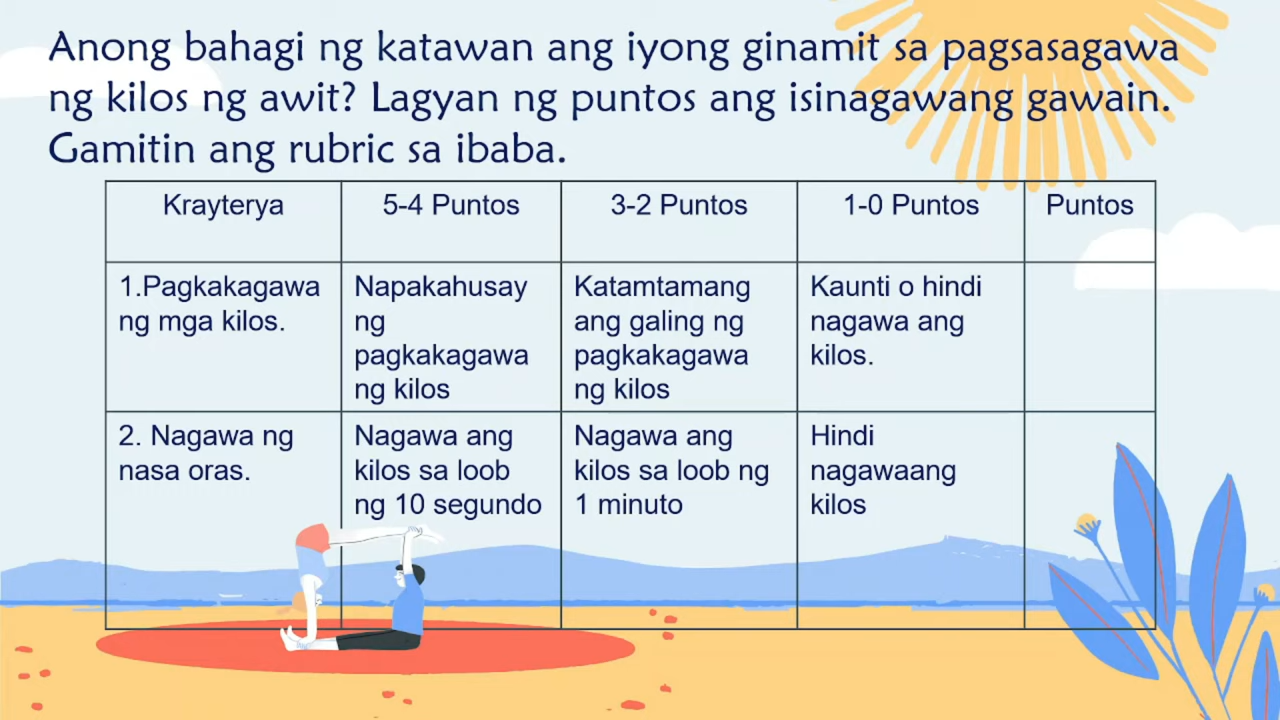 Anong bahagi ng katawan ang iyong ginamit sa pagsasagawa
ng kilos ng awit? Lagyan ng puntos ang isinagawang gawain.
Gamitin ang rubric sa ibaba.
Krayterya
5-4 Puntos
3-2 Puntos
1-0 Puntos
Puntos
1.Pagkakagawa
ng mga kilos.
Napakahusay
ng
pagkakagawa
ng kilos
Katamtamang
ang galing ng
pagkakagawa
ng kilos
Kaunti o hindi
nagawa ang
kilos.
2. Nagawa ng
nasa oras.
Nagawa ang
kilos sa loob
ng 10 segundo
Nagawa ang
kilos sa loob ng
1 minuto
Hindi
nagawaang
kilos